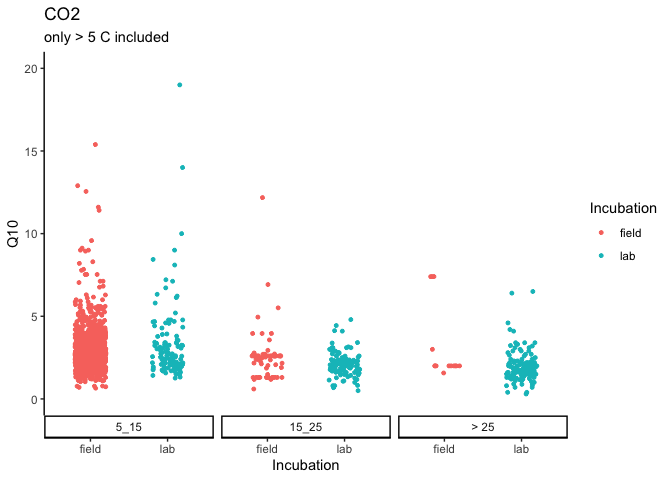 CO2
only > 5 C included
20
15
10
5
0
Q10
5_15
15_25
> 25
field
lab
field
lab
field
lab
Incubation
Incubation
field
lab